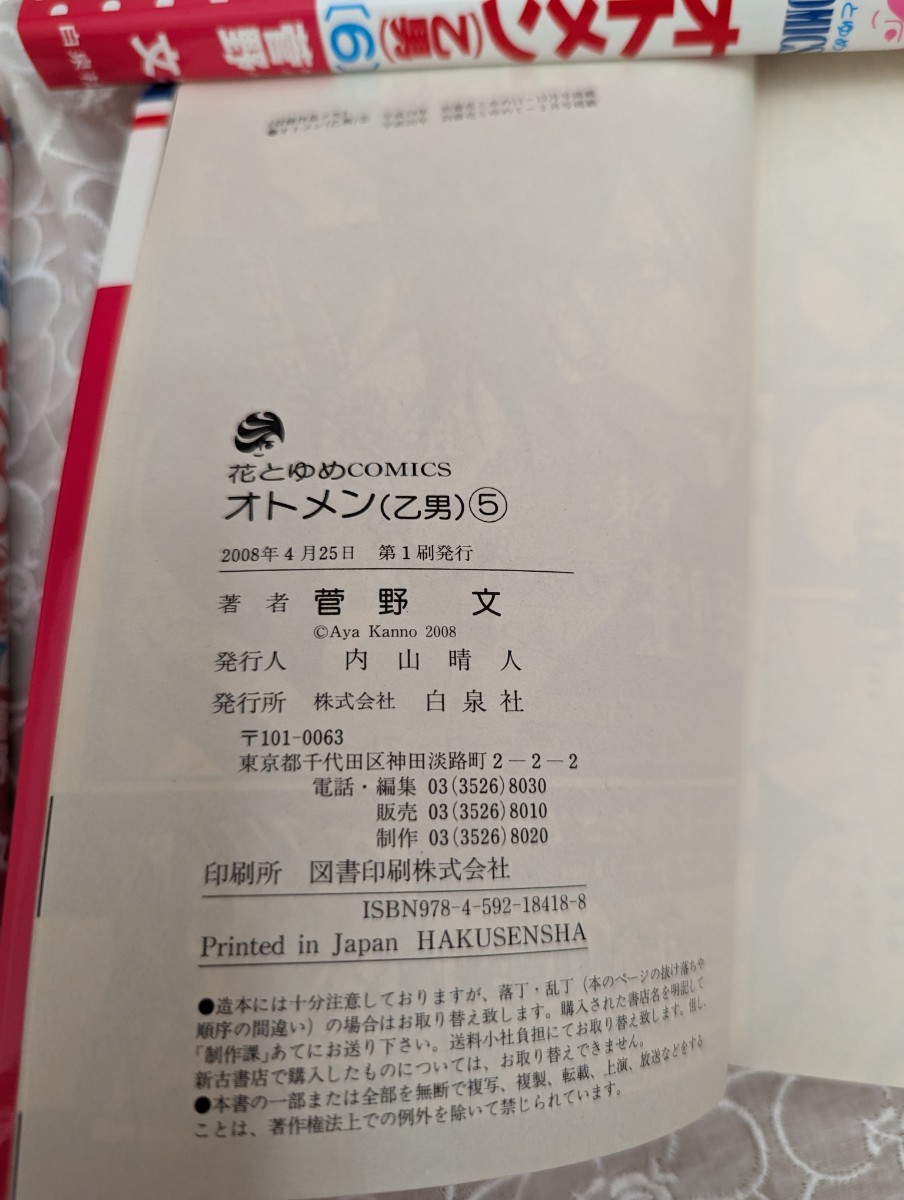 オトメン(乙男)(6)
菅野文
花とゆめCOMICS
オトメン(乙男)⑤
2008年4月25日 第1刷発行
著者 菅野 文
©Aya Kanno 2008
発行人 内山晴人
発行所 株式会社 白泉社
〒101-0063
東京都千代田区神田淡路町2-2-2
電話・編集 03(3526)8030
販売 03(3526)8010
制作 03(3526)8020
印刷所 図書印刷株式会社
ISBN978-4-592-18418-8
Printed in Japan HAKUSENSHA
●造本には十分注意しておりますが、落丁・乱丁(本のページの抜け落ちや
順序の間違い)の場合はお取り替え致します。購入された書店名を明記して
「制作課」あてにお送り下さい。送料小社負担にてお取り替え致します。但し、
新古書店で購入したものについては、お取り替えできません。
●本書の一部または全部を無断で複写、複製、転載、上演、放送などをする
ことは、著作権法上での例外を除いて禁じられています。